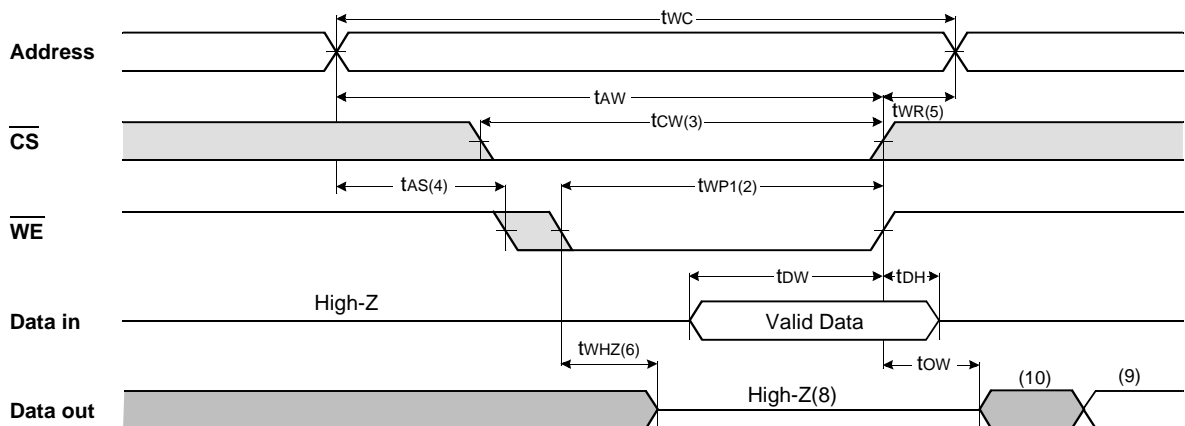 tWC
Address
tAW
tWR(5)
tCW(3)
CS
tAS(4)
tWP1(2)
WE
tDW
tDH
High-Z
Data in
Valid Data
tWHZ(6)
tOW
(10)
(9)
High-Z(8)
Data out